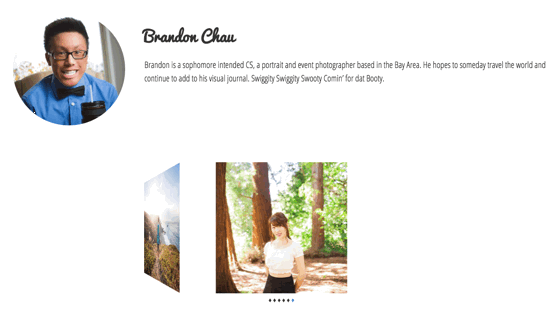 Brandon Chau
Brandon is a sophomore intended CS, a portrait and event photographer based in the Bay Area. He hopes to someday travel the world and
continue to add to his visual journal. Swiggity Swiggity Swooty Comin' for dat Booty.